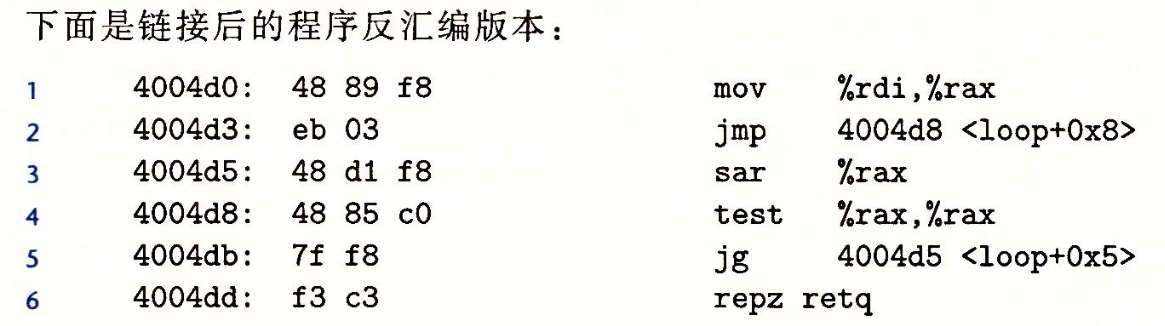 下面是链接后的程序反汇编版本：
1 4004d0: 48 89 f8 mov %rdi,%rax
2 4004d3: eb 03 jmp 4004d8 <loop+0x8>
3 4004d5: 48 d1 f8 sar %rax
4 4004d8: 48 85 c0 test %rax,%rax
5 4004db: 7f f8 jg 4004d5 <loop+0x5>
6 4004dd: f3 c3 repz retq